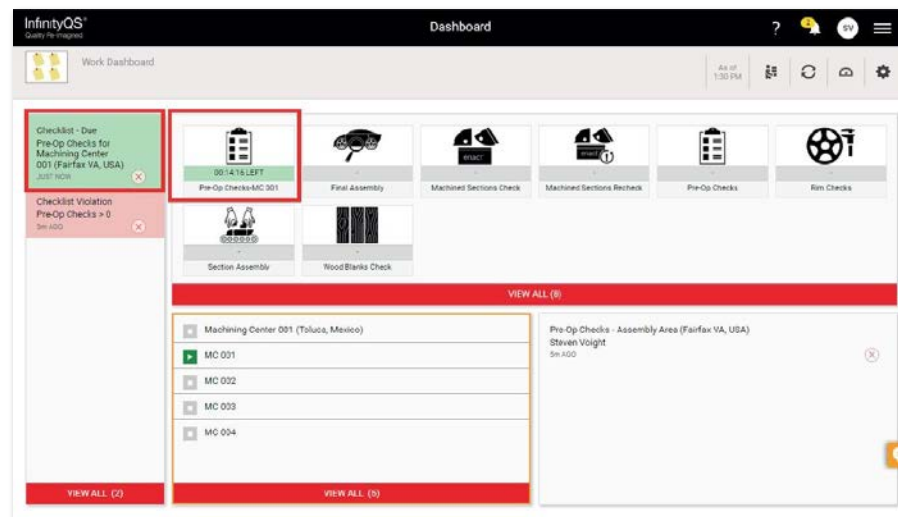 InfinityQS®
Quality Re-imagined
Dashboard
?
SV
Work Dashboard
As of
1:30 PM
Checklist - Due
Pre-Op Checks for
Machining Center
001 (Fairfax VA, USA)
JUST NOW
Checklist Violation
Pre-Op Checks > 0
5m AGO
VIEW ALL (2)
00:14:16 LEFT
Pre-Op Checks-MC 001
-
Final Assembly
enact
-
Machined Sections Check
enact
-
Machined Sections Recheck
-
Pre-Op Checks
-
Rim Checks
-
Section Assembly
-
Wood Blanks Check
VIEW ALL (8)
Machining Center 001 (Toluca, Mexico)
MC 001
MC 002
MC 003
MC 004
VIEW ALL (5)
Pre-Op Checks - Assembly Area (Fairfax VA, USA)
Steven Voight
5m AGO